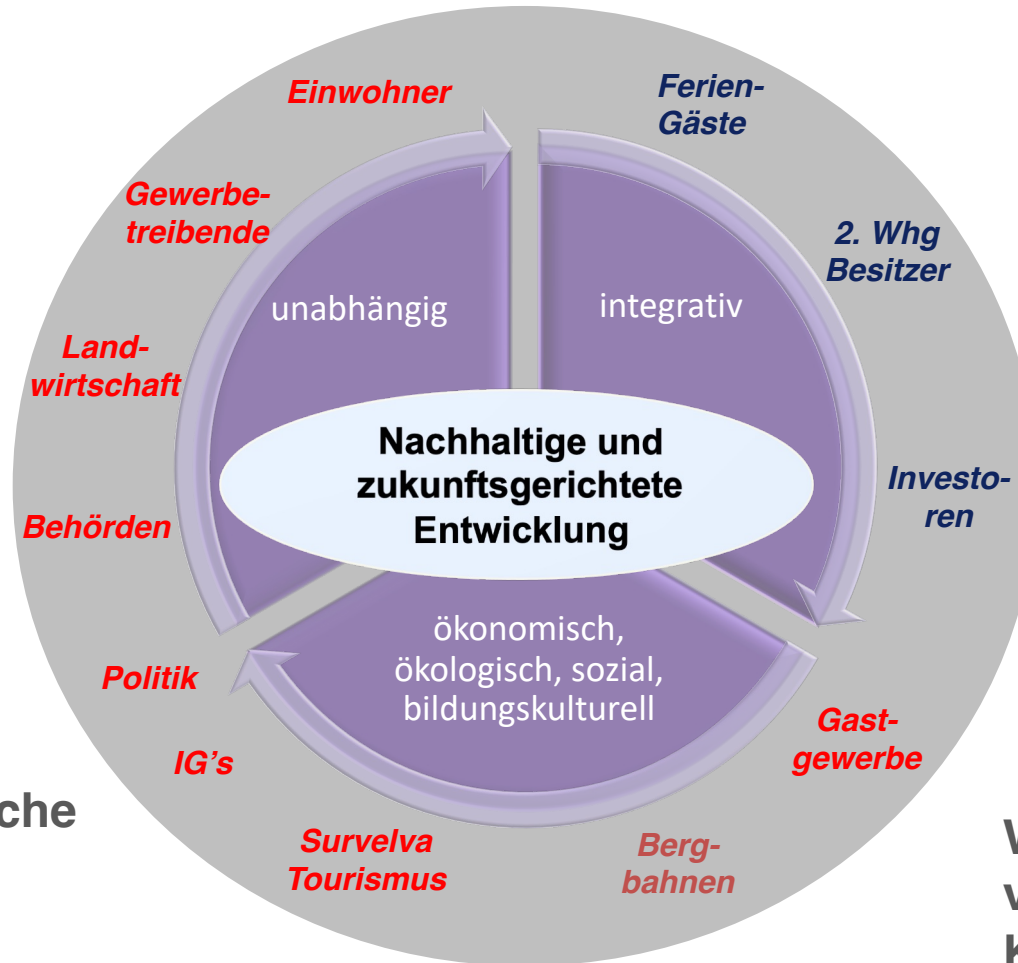 Einwohner
Ferien-
Gäste
Gewerbe-
treibende
2. Whg
Besitzer
unabhängig
integrativ
Land-
wirtschaft
Nachhaltige und
zukunftsgerichtete
Entwicklung
Investo-
ren
Behörden
ökonomisch,
ökologisch, sozial,
bildungskulturell
Politik
Gast-
gewerbe
IG's
che
Survelva
Tourismus
Berg-
bahnen